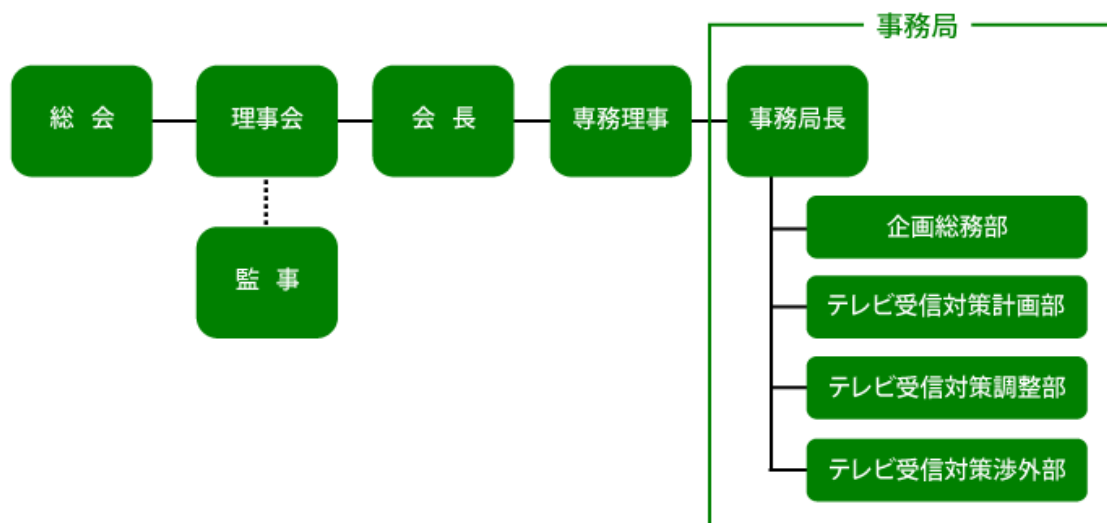 事務局
総 会
理事会
会 長
専務理事
事務局長
監 事
企画総務部
テレビ受信対策計画部
テレビ受信対策調整部
テレビ受信対策渉外部